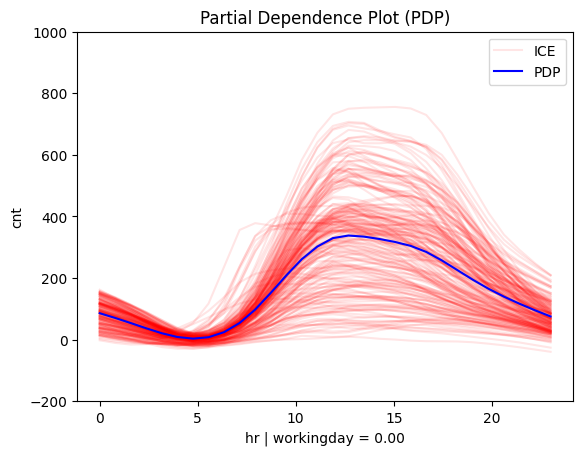 Partial Dependence Plot (PDP)
ICE
PDP
1000
800
600
400
200
0
−200
cnt
0
5
10
15
20
hr | workingday = 0.00